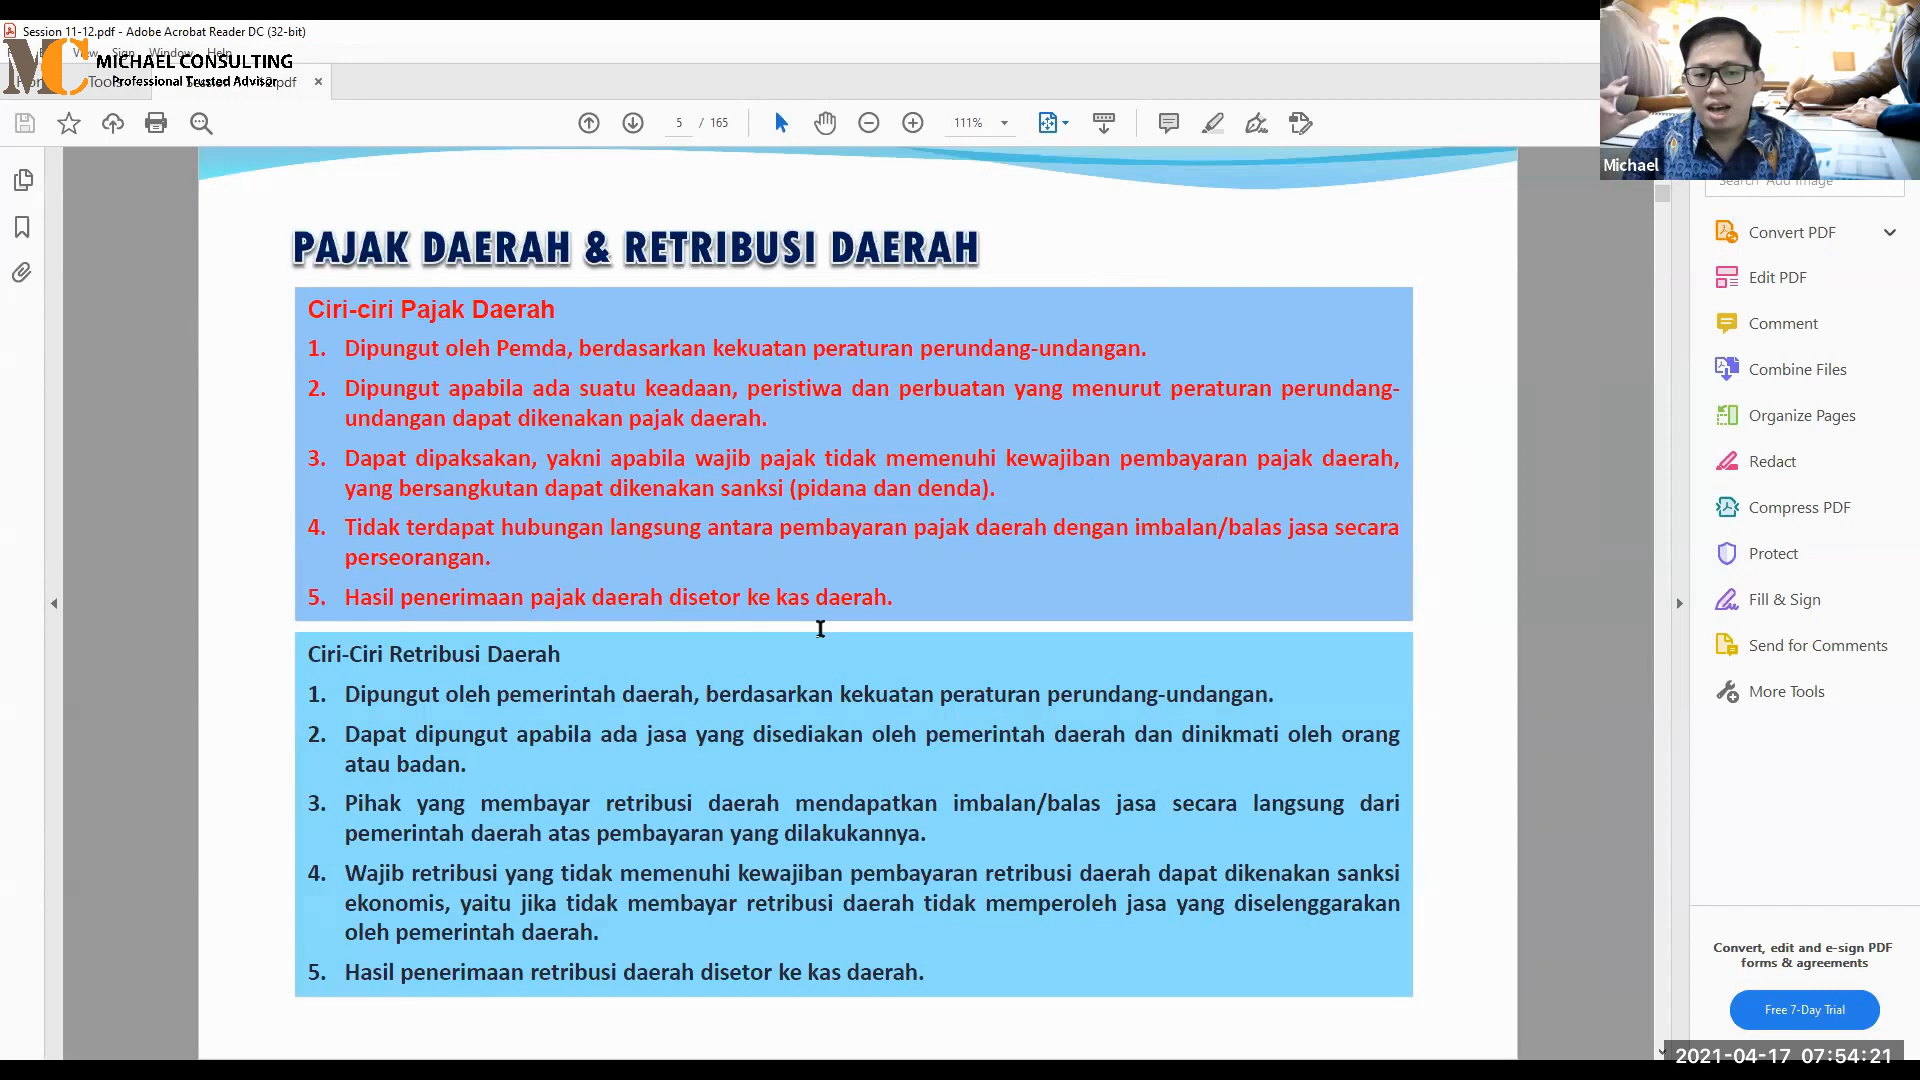 Session 11-12.pdf - Adobe Acrobat Reader DC (32-bit)
View Sign Window Help
MC MICHAEL CONSULTING
Professional Trusted Advisor
Tools
5 / 165
111%
Michael
PAJAK DAERAH & RETRIBUSI DAERAH
Ciri-ciri Pajak Daerah
1. Dipungut oleh Pemda, berdasarkan kekuatan peraturan perundang-undangan.
2. Dipungut apabila ada suatu keadaan, peristiwa dan perbuatan yang menurut peraturan perundang-
undangan dapat dikenakan pajak daerah.
3. Dapat dipaksakan, yakni apabila wajib pajak tidak memenuhi kewajiban pembayaran pajak daerah,
yang bersangkutan dapat dikenakan sanksi (pidana dan denda).
4. Tidak terdapat hubungan langsung antara pembayaran pajak daerah dengan imbalan/balas jasa secara
perseorangan.
5. Hasil penerimaan pajak daerah disetor ke kas daerah.
Ciri-Ciri Retribusi Daerah
1. Dipungut oleh pemerintah daerah, berdasarkan kekuatan peraturan perundang-undangan.
2. Dapat dipungut apabila ada jasa yang disediakan oleh pemerintah daerah dan dinikmati oleh orang
atau badan.
3. Pihak yang membayar retribusi daerah mendapatkan imbalan/balas jasa secara langsung dari
pemerintah daerah atas pembayaran yang dilakukannya.
4. Wajib retribusi yang tidak memenuhi kewajiban pembayaran retribusi daerah dapat dikenakan sanksi
ekonomis, yaitu jika tidak membayar retribusi daerah tidak memperoleh jasa yang diselenggarakan
oleh pemerintah daerah.
5. Hasil penerimaan retribusi daerah disetor ke kas daerah.
Search 'Add Image'
Convert PDF
Edit PDF
Comment
Combine Files
Organize Pages
Redact
Compress PDF
Protect
Fill & Sign
Send for Comments
More Tools
Convert, edit and e-sign PDF
forms & agreements
Free 7-Day Trial
2021-04-17 07:54:21